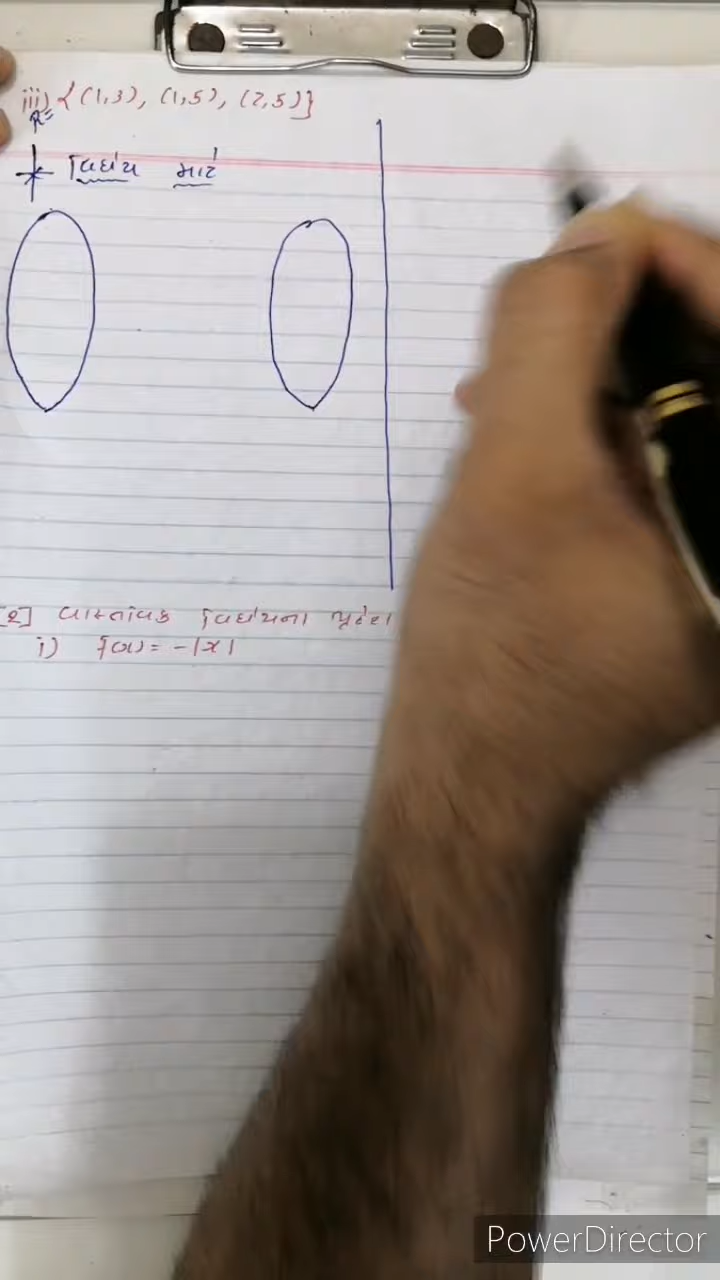 iii) {(1,3), (1,5), (2,5)}
R=
વિધેય માટે
[2] વાસ્તવિક વિધેયના પ્રદેશ
i) f(x) = -|x|
PowerDirector